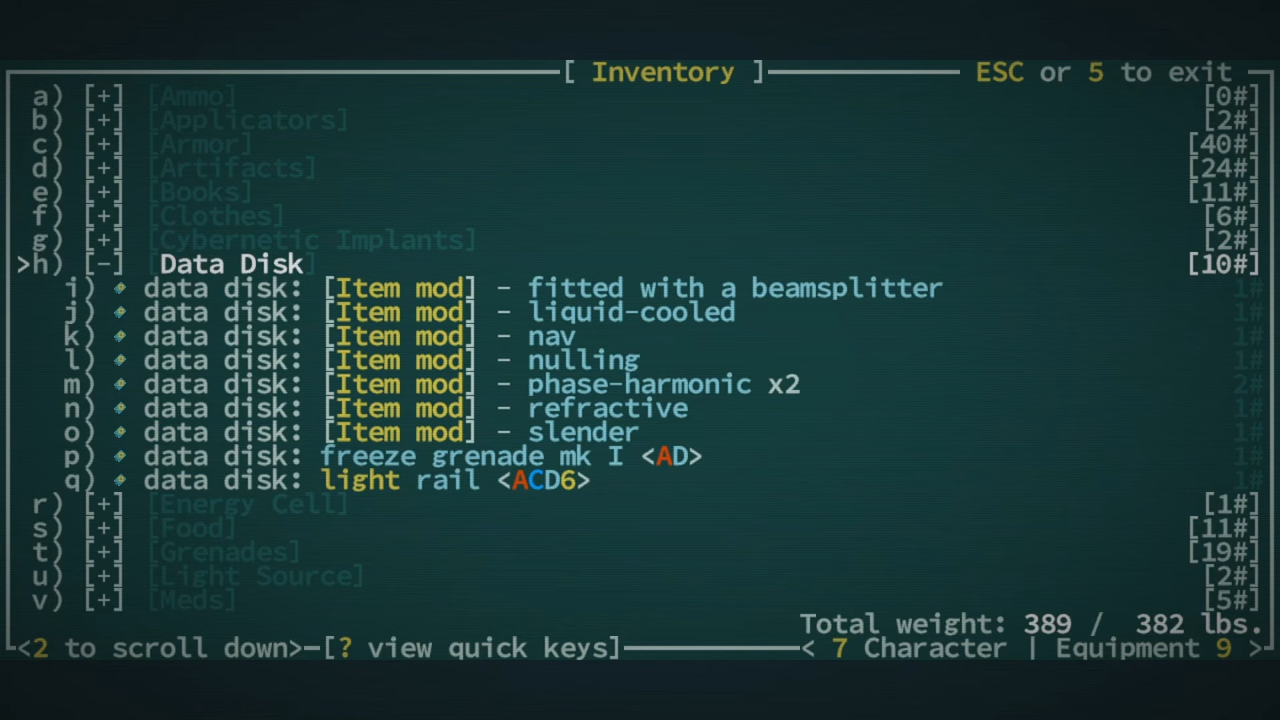 [ Inventory ] ESC or 5 to exit
a) [+] [Ammo] [0#]
b) [+] [Applicators] [2#]
c) [+] [Armor] [40#]
d) [+] [Artifacts] [24#]
e) [+] [Books] [11#]
f) [+] [Clothes] [6#]
g) [+] [Cybernetic Implants] [2#]
>h) [-] Data Disk] [10#]
i) data disk: [Item mod] - fitted with a beamsplitter 1#
j) data disk: [Item mod] - liquid-cooled 1#
k) data disk: [Item mod] - nav 1#
l) data disk: [Item mod] - nulling 1#
m) data disk: [Item mod] - phase-harmonic x2 2#
n) data disk: [Item mod] - refractive 1#
o) data disk: [Item mod] - slender 1#
p) data disk: freeze grenade mk I <AD> 1#
q) data disk: light rail <ACD6> 1#
r) [+] [Energy Cell] [1#]
s) [+] [Food] [11#]
t) [+] [Grenades] [19#]
u) [+] [Light Source] [2#]
v) [+] [Meds] [5#]
Total weight: 389 / 382 lbs.
<2 to scroll down> [? view quick keys] < 7 Character | Equipment 9 >